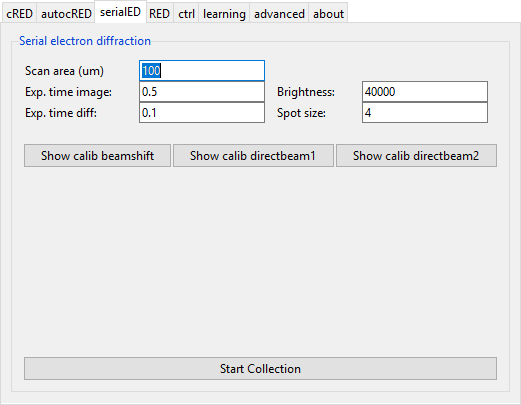 cRED autocRED serialED RED ctrl learning advanced about
Serial electron diffraction
Scan area (um) 100
Exp. time image: 0.5 Brightness: 40000
Exp. time diff: 0.1 Spot size: 4
Show calib beamshift Show calib directbeam1 Show calib directbeam2
Start Collection